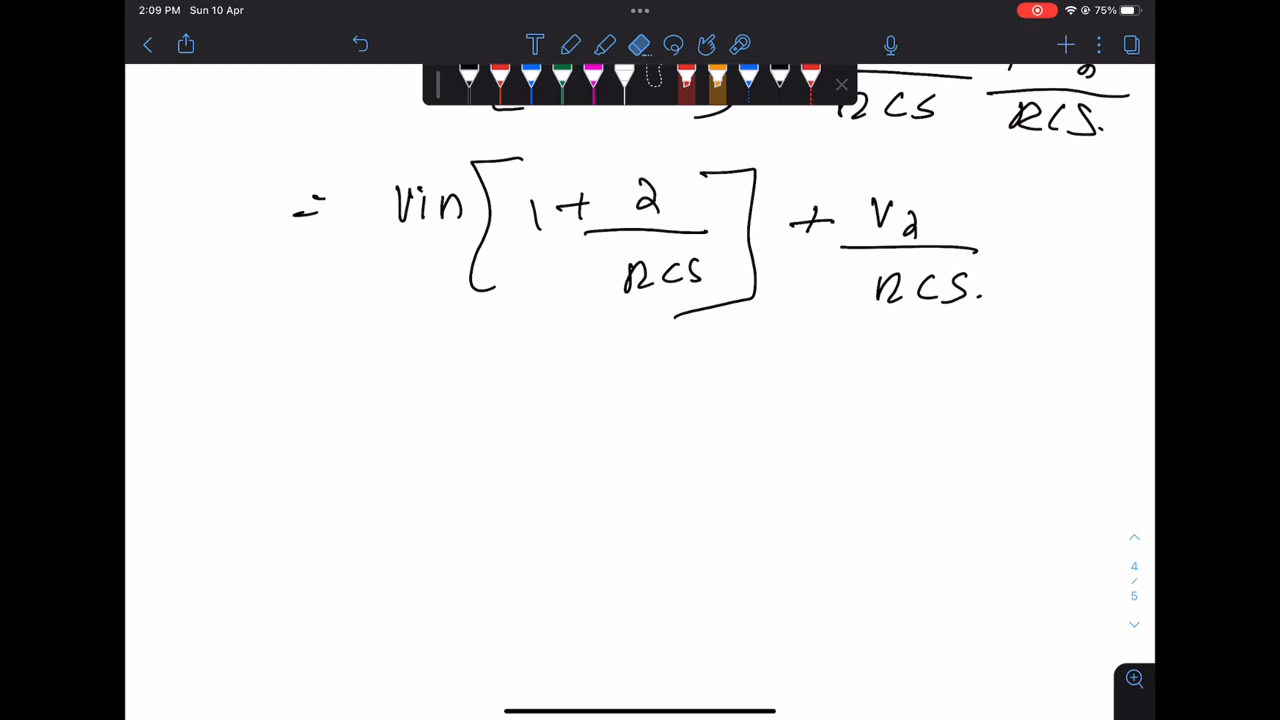 2:09 PM Sun 10 Apr 75%
RCS RCS.
= Vin [ 1 + 2 / RCS ] + V2 / RCS.
4
/
5